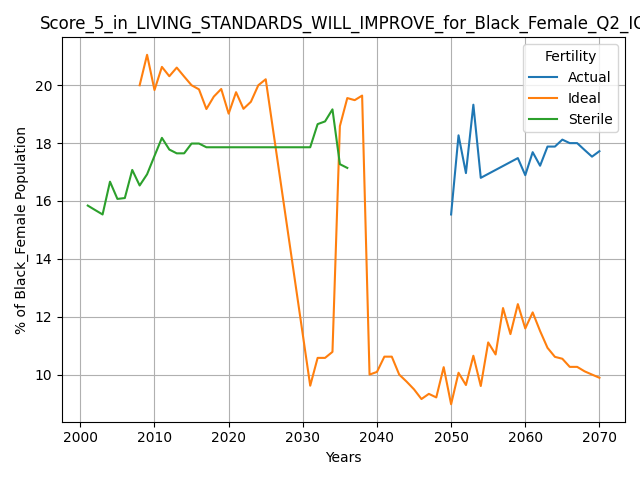 Score_5_in_LIVING_STANDARDS_WILL_IMPROVE_for_Black_Female_Q2_IQ
Fertility
Actual
Ideal
Sterile
% of Black_Female Population
20
18
16
14
12
10
2000 2010 2020 2030 2040 2050 2060 2070
Years